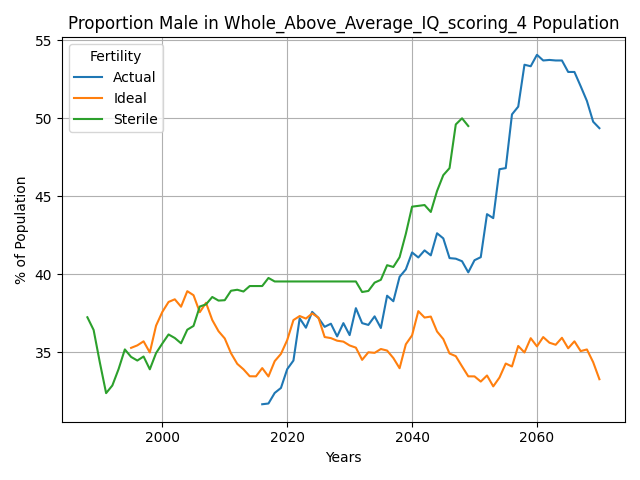 Proportion Male in Whole_Above_Average_IQ_scoring_4 Population
Fertility
Actual
Ideal
Sterile
% of Population
55
50
45
40
35
2000
2020
2040
2060
Years